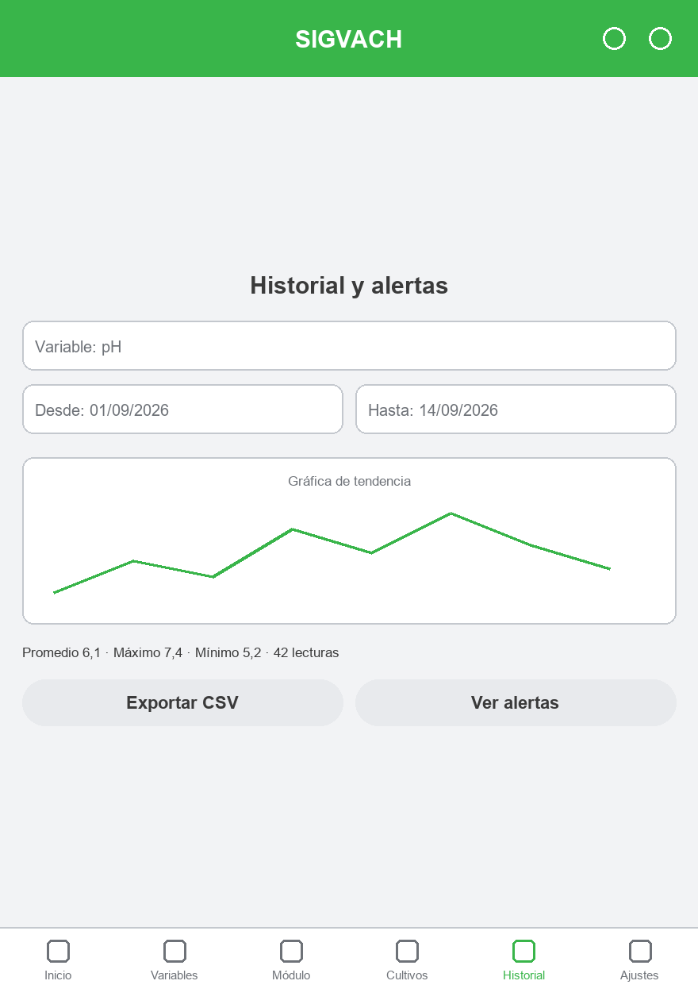 SIGVACH
Historial y alertas
Variable: pH
Desde: 01/09/2026
Hasta: 14/09/2026
Gráfica de tendencia
Promedio 6,1 · Máximo 7,4 · Mínimo 5,2 · 42 lecturas
Exportar CSV
Ver alertas
Inicio
Variables
Módulo
Cultivos
Historial
Ajustes